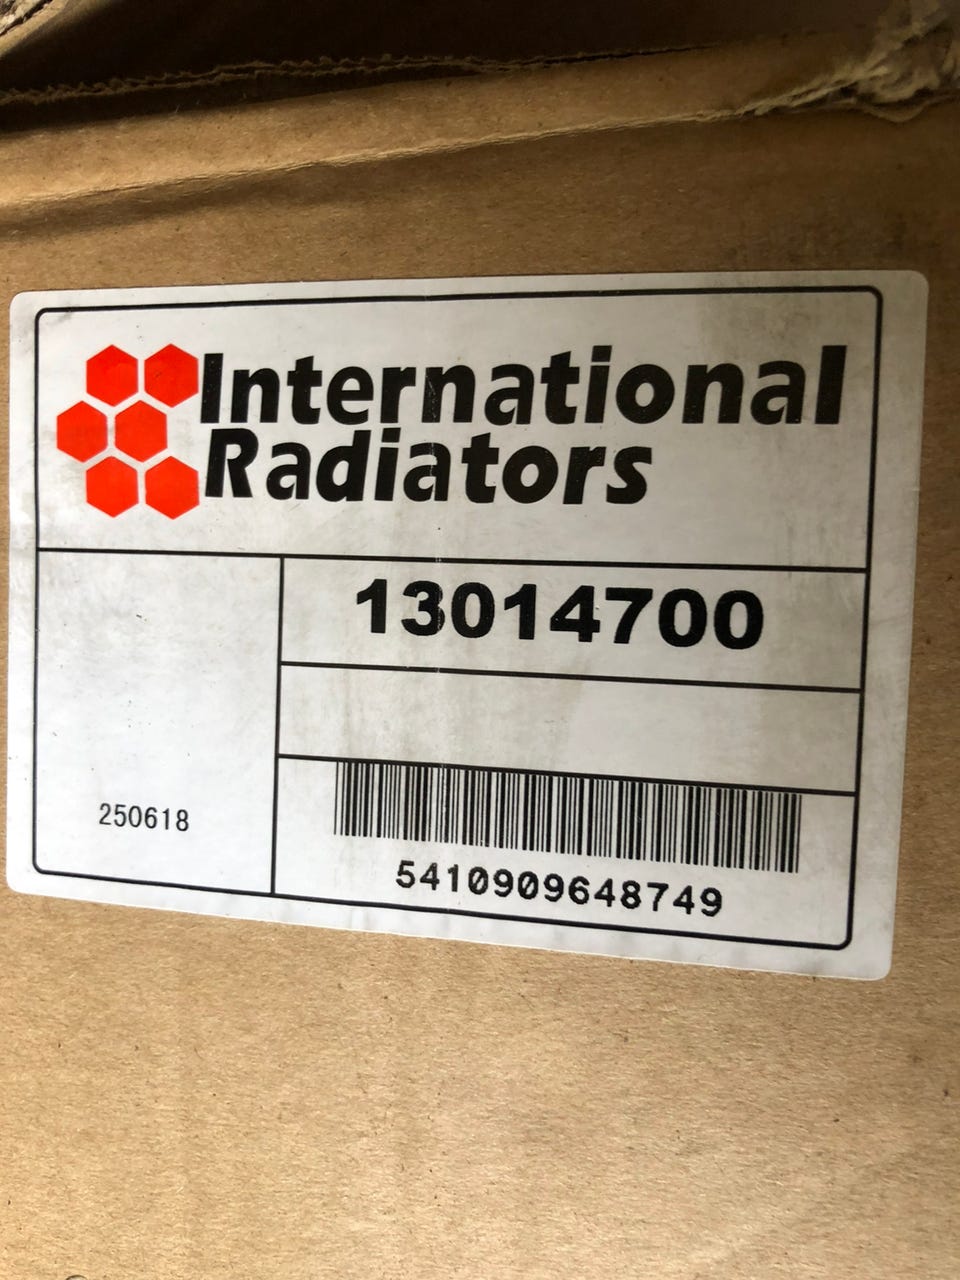 International
Radiators
13014700
250618
5410909648749